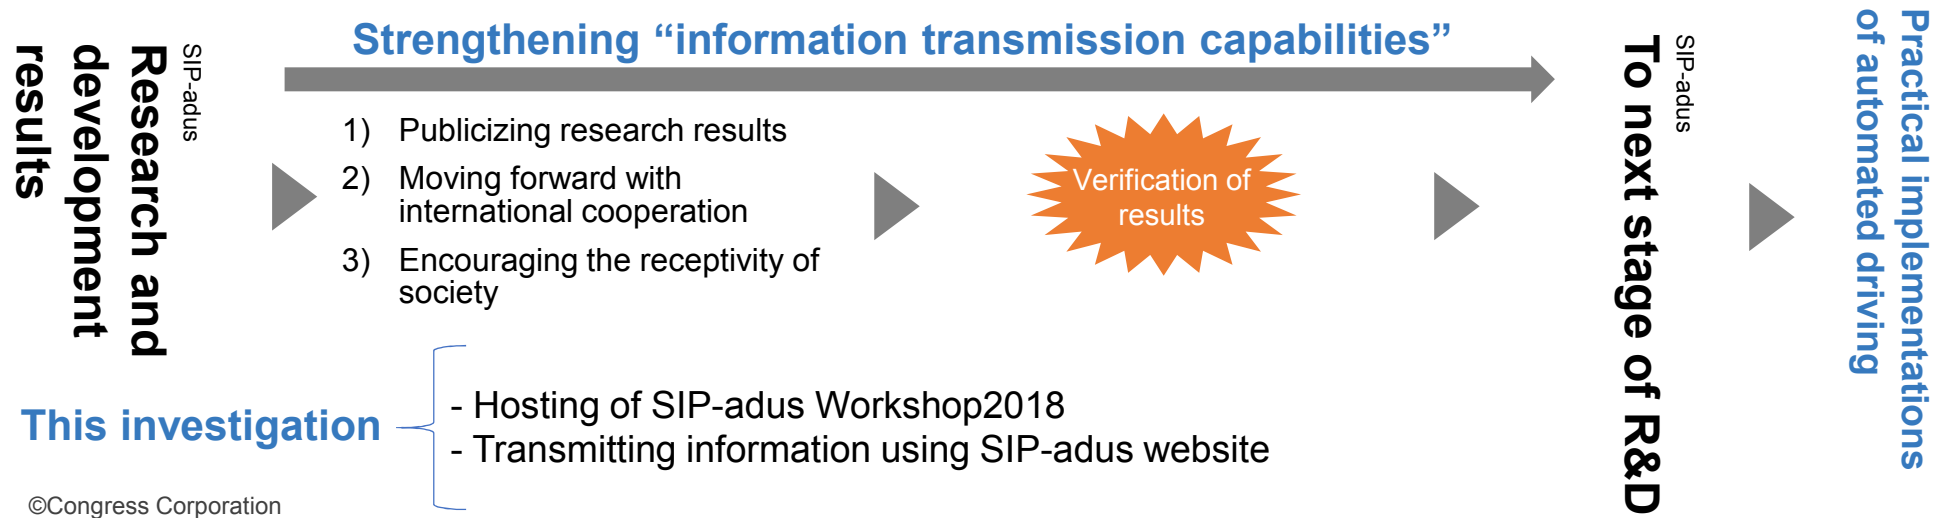 SIP-adus
Research and
development
results
Strengthening “information transmission capabilities”
1) Publicizing research results
2) Moving forward with
international cooperation
3) Encouraging the receptivity of
society
Verification of
results
SIP-adus
To next stage of R&D
Practical implementations
of automated driving
This investigation
- Hosting of SIP-adus Workshop2018
- Transmitting information using SIP-adus website
©Congress Corporation